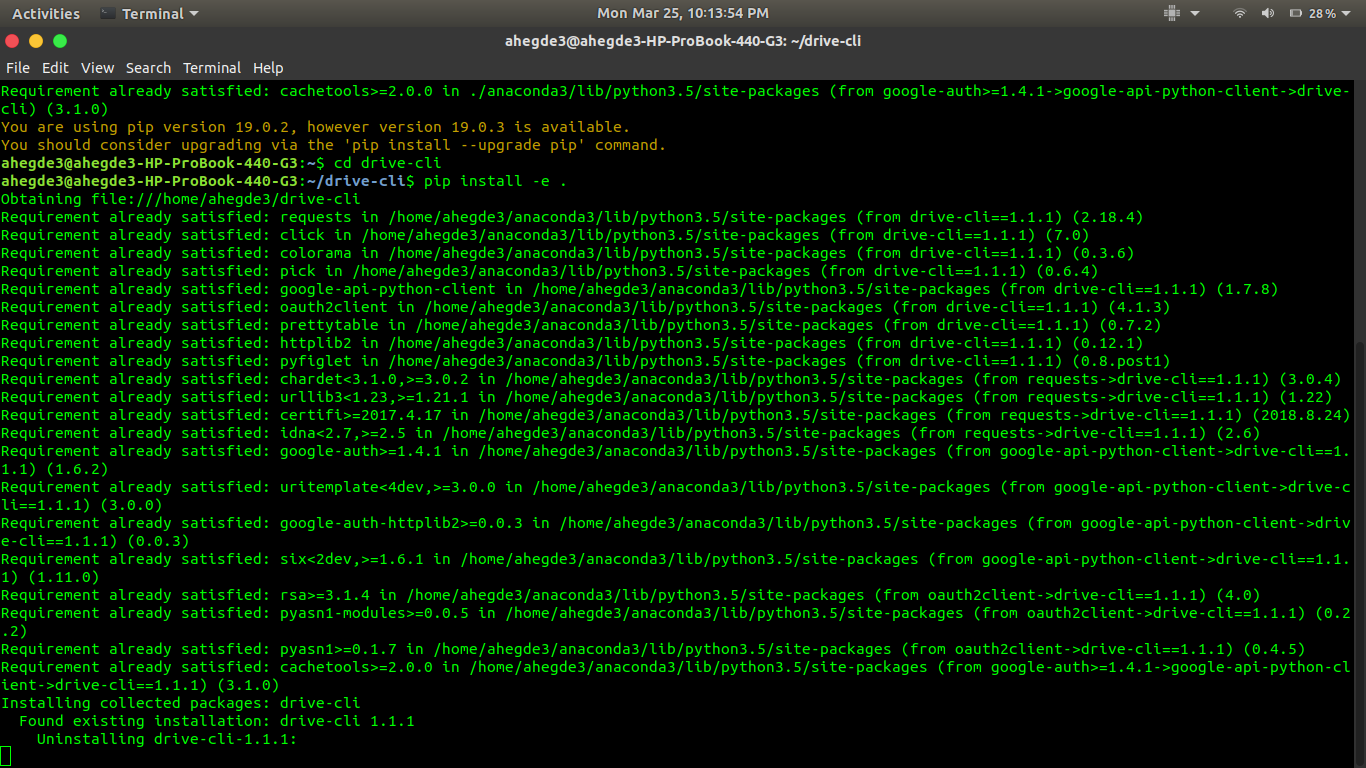 Activities Terminal Mon Mar 25, 10:13:54 PM 28%
ahegde3@ahegde3-HP-ProBook-440-G3: ~/drive-cli
File Edit View Search Terminal Help
Requirement already satisfied: cachetools>=2.0.0 in ./anaconda3/lib/python3.5/site-packages (from google-auth>=1.4.1->google-api-python-client->drive-
cli) (3.1.0)
You are using pip version 19.0.2, however version 19.0.3 is available.
You should consider upgrading via the 'pip install --upgrade pip' command.
ahegde3@ahegde3-HP-ProBook-440-G3:~$ cd drive-cli
ahegde3@ahegde3-HP-ProBook-440-G3:~/drive-cli$ pip install -e .
Obtaining file:///home/ahegde3/drive-cli
Requirement already satisfied: requests in /home/ahegde3/anaconda3/lib/python3.5/site-packages (from drive-cli==1.1.1) (2.18.4)
Requirement already satisfied: click in /home/ahegde3/anaconda3/lib/python3.5/site-packages (from drive-cli==1.1.1) (7.0)
Requirement already satisfied: colorama in /home/ahegde3/anaconda3/lib/python3.5/site-packages (from drive-cli==1.1.1) (0.3.6)
Requirement already satisfied: pick in /home/ahegde3/anaconda3/lib/python3.5/site-packages (from drive-cli==1.1.1) (0.6.4)
Requirement already satisfied: google-api-python-client in /home/ahegde3/anaconda3/lib/python3.5/site-packages (from drive-cli==1.1.1) (1.7.8)
Requirement already satisfied: oauth2client in /home/ahegde3/anaconda3/lib/python3.5/site-packages (from drive-cli==1.1.1) (4.1.3)
Requirement already satisfied: prettytable in /home/ahegde3/anaconda3/lib/python3.5/site-packages (from drive-cli==1.1.1) (0.7.2)
Requirement already satisfied: httplib2 in /home/ahegde3/anaconda3/lib/python3.5/site-packages (from drive-cli==1.1.1) (0.12.1)
Requirement already satisfied: pyfiglet in /home/ahegde3/anaconda3/lib/python3.5/site-packages (from drive-cli==1.1.1) (0.8.post1)
Requirement already satisfied: chardet<3.1.0,>=3.0.2 in /home/ahegde3/anaconda3/lib/python3.5/site-packages (from requests->drive-cli==1.1.1) (3.0.4)
Requirement already satisfied: urllib3<1.23,>=1.21.1 in /home/ahegde3/anaconda3/lib/python3.5/site-packages (from requests->drive-cli==1.1.1) (1.22)
Requirement already satisfied: certifi>=2017.4.17 in /home/ahegde3/anaconda3/lib/python3.5/site-packages (from requests->drive-cli==1.1.1) (2018.8.24)
Requirement already satisfied: idna<2.7,>=2.5 in /home/ahegde3/anaconda3/lib/python3.5/site-packages (from requests->drive-cli==1.1.1) (2.6)
Requirement already satisfied: google-auth>=1.4.1 in /home/ahegde3/anaconda3/lib/python3.5/site-packages (from google-api-python-client->drive-cli==1.
1.1) (1.6.2)
Requirement already satisfied: uritemplate<4dev,>=3.0.0 in /home/ahegde3/anaconda3/lib/python3.5/site-packages (from google-api-python-client->drive-c
li==1.1.1) (3.0.0)
Requirement already satisfied: google-auth-httplib2>=0.0.3 in /home/ahegde3/anaconda3/lib/python3.5/site-packages (from google-api-python-client->driv
e-cli==1.1.1) (0.0.3)
Requirement already satisfied: six<2dev,>=1.6.1 in /home/ahegde3/anaconda3/lib/python3.5/site-packages (from google-api-python-client->drive-cli==1.1.
1) (1.11.0)
Requirement already satisfied: rsa>=3.1.4 in /home/ahegde3/anaconda3/lib/python3.5/site-packages (from oauth2client->drive-cli==1.1.1) (4.0)
Requirement already satisfied: pyasn1-modules>=0.0.5 in /home/ahegde3/anaconda3/lib/python3.5/site-packages (from oauth2client->drive-cli==1.1.1) (0.2
.2)
Requirement already satisfied: pyasn1>=0.1.7 in /home/ahegde3/anaconda3/lib/python3.5/site-packages (from oauth2client->drive-cli==1.1.1) (0.4.5)
Requirement already satisfied: cachetools>=2.0.0 in /home/ahegde3/anaconda3/lib/python3.5/site-packages (from google-auth>=1.4.1->google-api-python-cl
ient->drive-cli==1.1.1) (3.1.0)
Installing collected packages: drive-cli
Found existing installation: drive-cli 1.1.1
Uninstalling drive-cli-1.1.1: